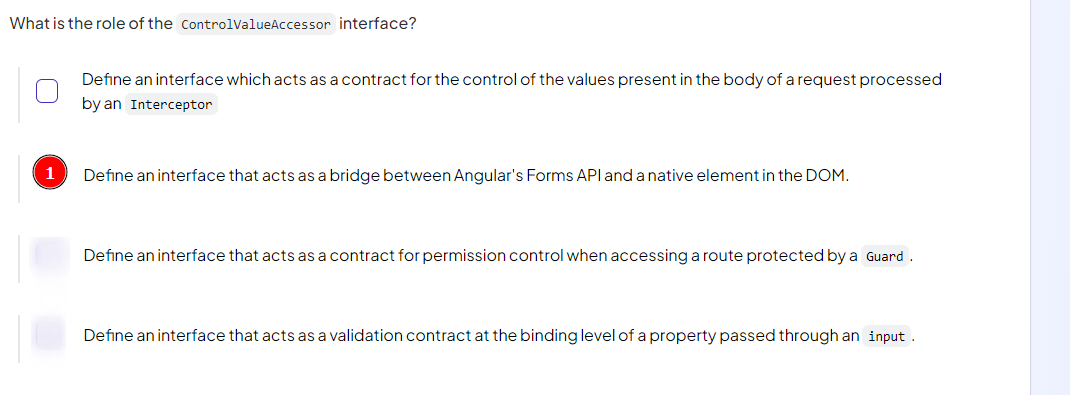 What is the role of the ControlValueAccessor interface?
Define an interface which acts as a contract for the control of the values present in the body of a request processed
by an Interceptor
1
Define an interface that acts as a bridge between Angular's Forms API and a native element in the DOM.
Define an interface that acts as a contract for permission control when accessing a route protected by a Guard .
Define an interface that acts as a validation contract at the binding level of a property passed through an input .